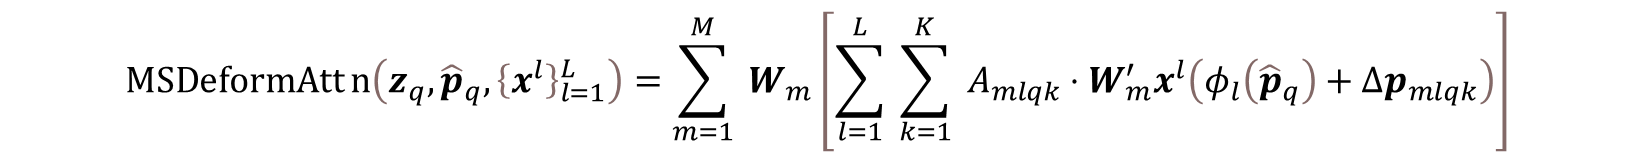 MSDeformAttn(𝒛_q, 𝒑̂_q, {𝒙^l}_{l=1}^L) = ∑_{m=1}^M 𝑾_m [∑_{l=1}^L ∑_{k=1}^K A_{mlqk} · 𝑾′_m 𝒙^l(ϕ_l(𝒑̂_q) + Δ𝒑_{mlqk})]